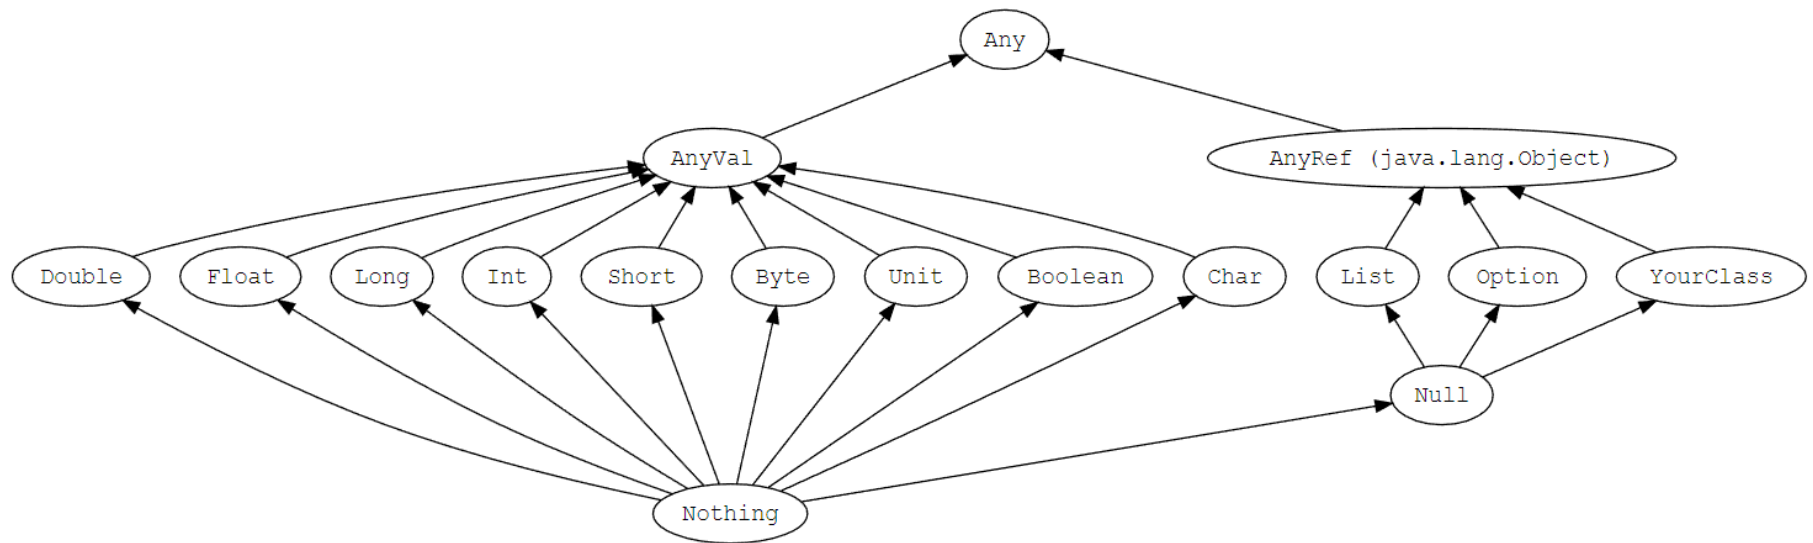 Any
AnyVal
AnyRef (java.lang.Object)
Double
Float
Long
Int
Short
Byte
Unit
Boolean
Char
List
Option
YourClass
Null
Nothing